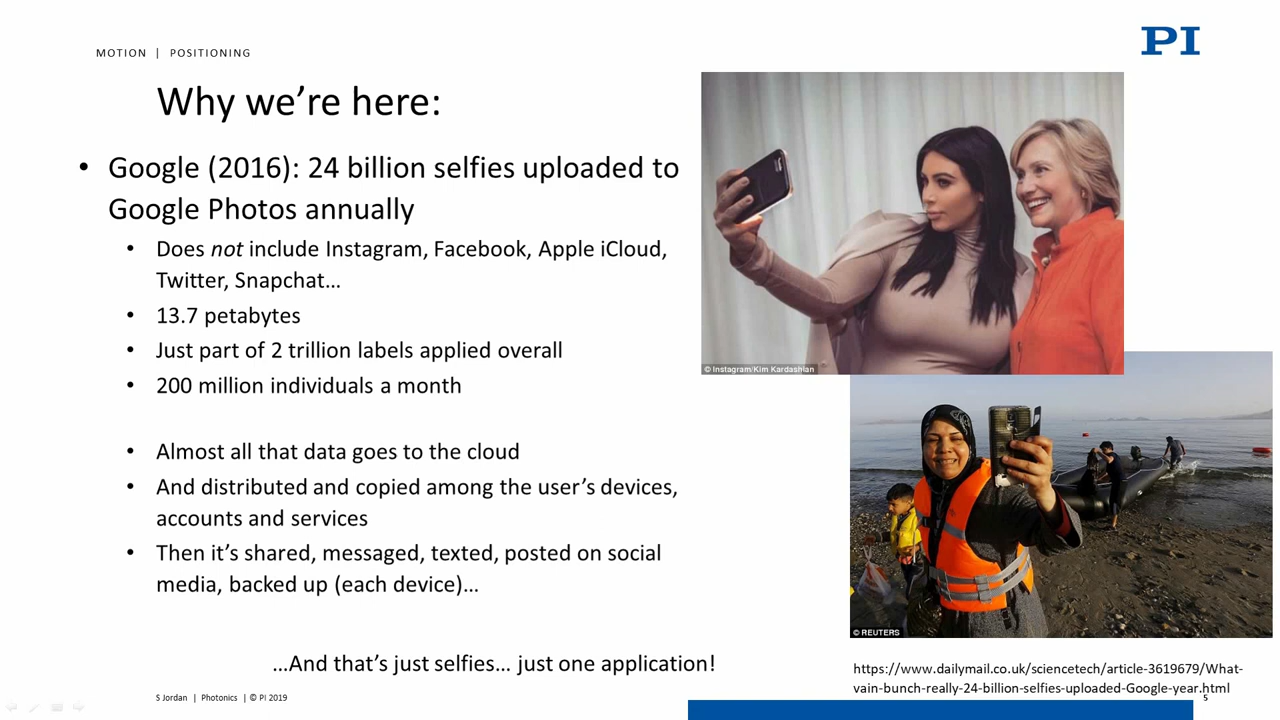 MOTION | POSITIONING
PI
Why we're here:
• Google (2016): 24 billion selfies uploaded to
Google Photos annually
• Does not include Instagram, Facebook, Apple iCloud,
Twitter, Snapchat…
• 13.7 petabytes
• Just part of 2 trillion labels applied overall
• 200 million individuals a month
• Almost all that data goes to the cloud
• And distributed and copied among the user's devices,
accounts and services
• Then it's shared, messaged, texted, posted on social
media, backed up (each device)…
…And that's just selfies… just one application!
© Instagram/Kim Kardashian
© REUTERS
https://www.dailymail.co.uk/sciencetech/article-3619679/What-
vain-bunch-really-24-billion-selfies-uploaded-Google-year.html
S Jordan | Photonics | © PI 2019
5